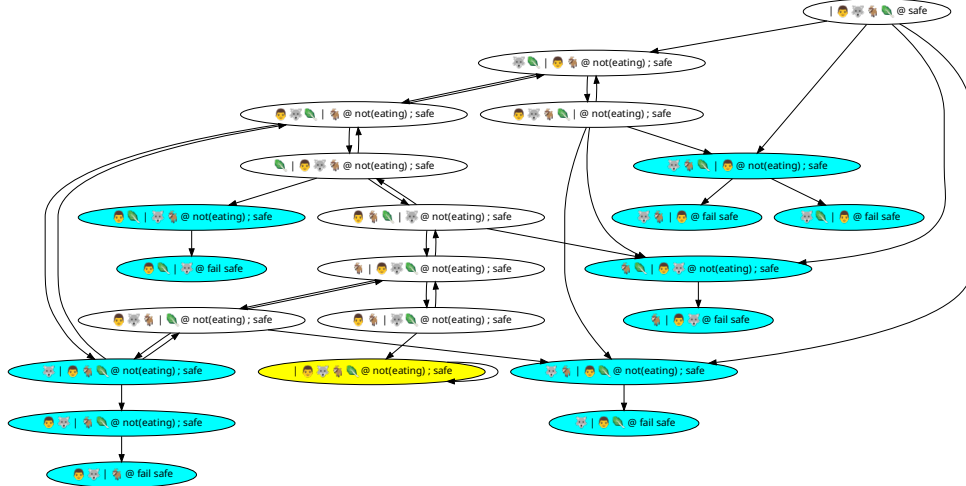 | 👨🐺🐐🌿 @ safe
🐺🌿 | 👨🐐 @ not(eating) ; safe
👨🐺🌿 | 🐐 @ not(eating) ; safe
👨🐺🐐🌿 | @ not(eating) ; safe
🌿 | 👨🐺🐐 @ not(eating) ; safe
🐺🐐🌿 | 👨 @ not(eating) ; safe
👨🌿 | 🐺🐐 @ not(eating) ; safe
👨🐐🌿 | 🐺 @ not(eating) ; safe
🐺🐐 | 👨 @ fail safe
🐺🌿 | 👨 @ fail safe
👨🌿 | 🐺 @ fail safe
🐐 | 👨🐺🌿 @ not(eating) ; safe
🐐🌿 | 👨🐺 @ not(eating) ; safe
👨🐺🐐 | 🌿 @ not(eating) ; safe
👨🐐 | 🐺🌿 @ not(eating) ; safe
🐐 | 👨🐺 @ fail safe
🐺 | 👨🐐🌿 @ not(eating) ; safe
| 👨🐺🐐🌿 @ not(eating) ; safe
🐺🐐 | 👨🌿 @ not(eating) ; safe
👨🐺 | 🐐🌿 @ not(eating) ; safe
🐺 | 👨🌿 @ fail safe
👨🐺 | 🐐 @ fail safe